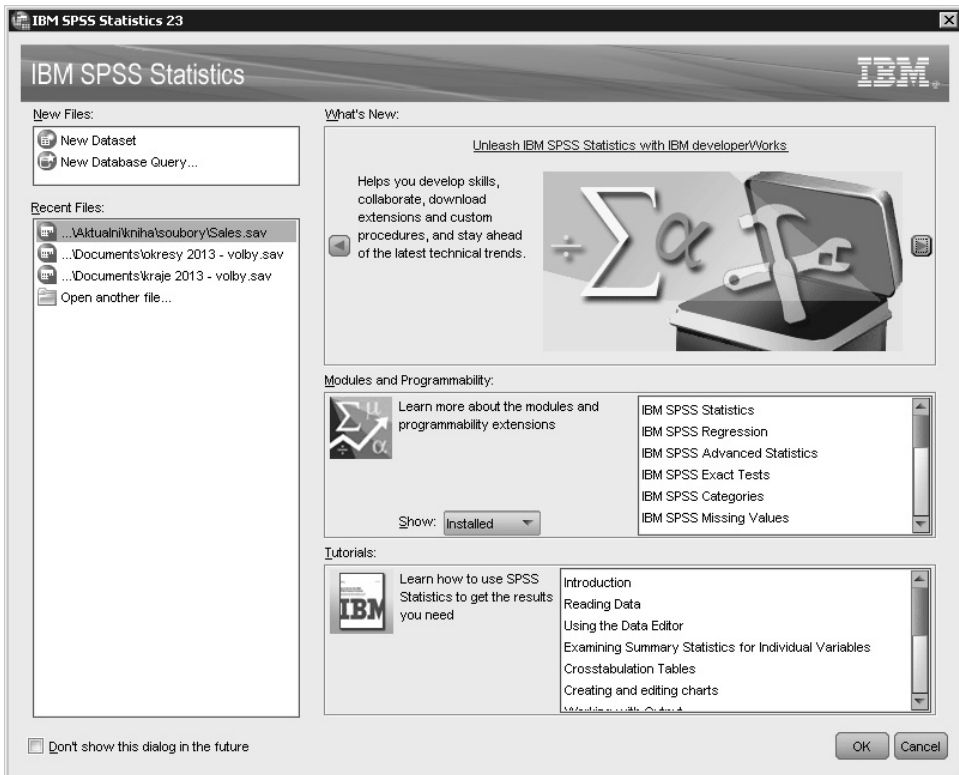 IBM SPSS Statistics 23
IBM SPSS Statistics
IBM
New Files:
New Dataset
New Database Query...
Recent Files:
...\Aktualni\kniha\soubory\Sales.sav
...\Documents\okresy 2013 - volby.sav
...\Documents\kraje 2013 - volby.sav
Open another file...
What's New:
Unleash IBM SPSS Statistics with IBM developerWorks
Helps you develop skills,
collaborate, download
extensions and custom
procedures, and stay ahead
of the latest technical trends.
÷ Σ α
Modules and Programmability:
Σ μ ÷ α
Learn more about the modules and
programmability extensions
Show: Installed
IBM SPSS Statistics
IBM SPSS Regression
IBM SPSS Advanced Statistics
IBM SPSS Exact Tests
IBM SPSS Categories
IBM SPSS Missing Values
Tutorials:
IBM
Learn how to use SPSS
Statistics to get the results
you need
Introduction
Reading Data
Using the Data Editor
Examining Summary Statistics for Individual Variables
Crosstabulation Tables
Creating and editing charts
Working with Output
Don't show this dialog in the future
OK
Cancel